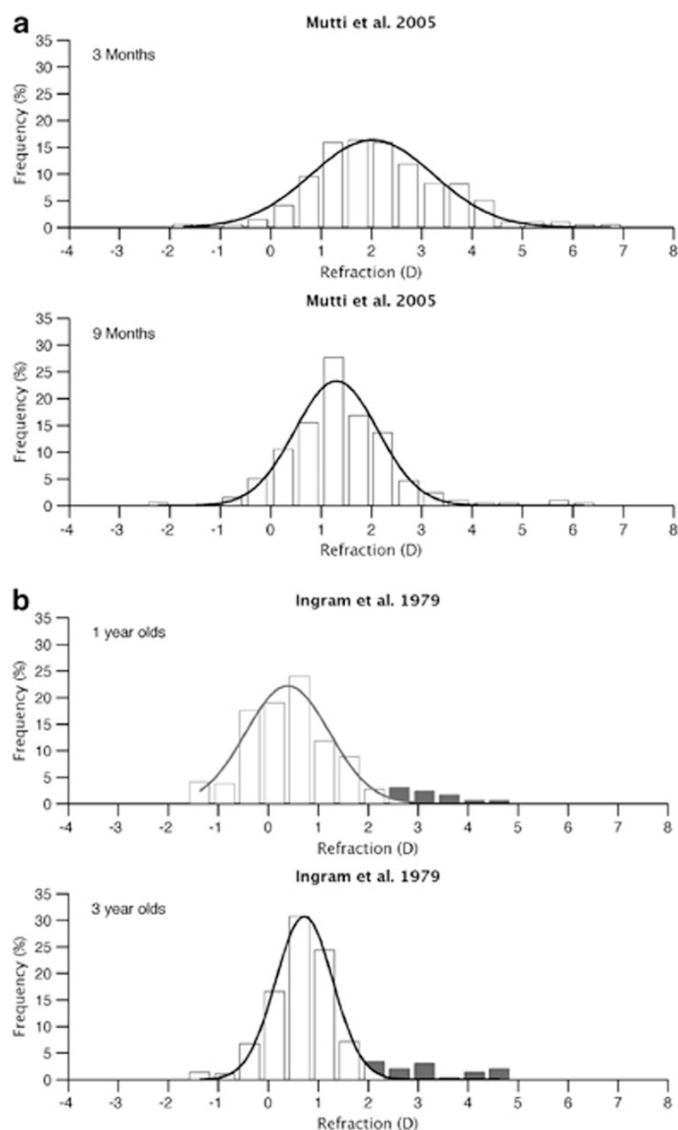 a
Mutti et al. 2005
3 Months
Frequency (%)
35
30
25
20
15
10
5
0
-4 -3 -2 -1 0 1 2 3 4 5 6 7 8
Refraction (D)
Mutti et al. 2005
9 Months
Frequency (%)
35
30
25
20
15
10
5
0
-4 -3 -2 -1 0 1 2 3 4 5 6 7 8
Refraction (D)
b
Ingram et al. 1979
1 year olds
Frequency (%)
35
30
25
20
15
10
5
0
-4 -3 -2 -1 0 1 2 3 4 5 6 7 8
Refraction (D)
Ingram et al. 1979
3 year olds
Frequency (%)
35
30
25
20
15
10
5
0
-4 -3 -2 -1 0 1 2 3 4 5 6 7 8
Refraction (D)